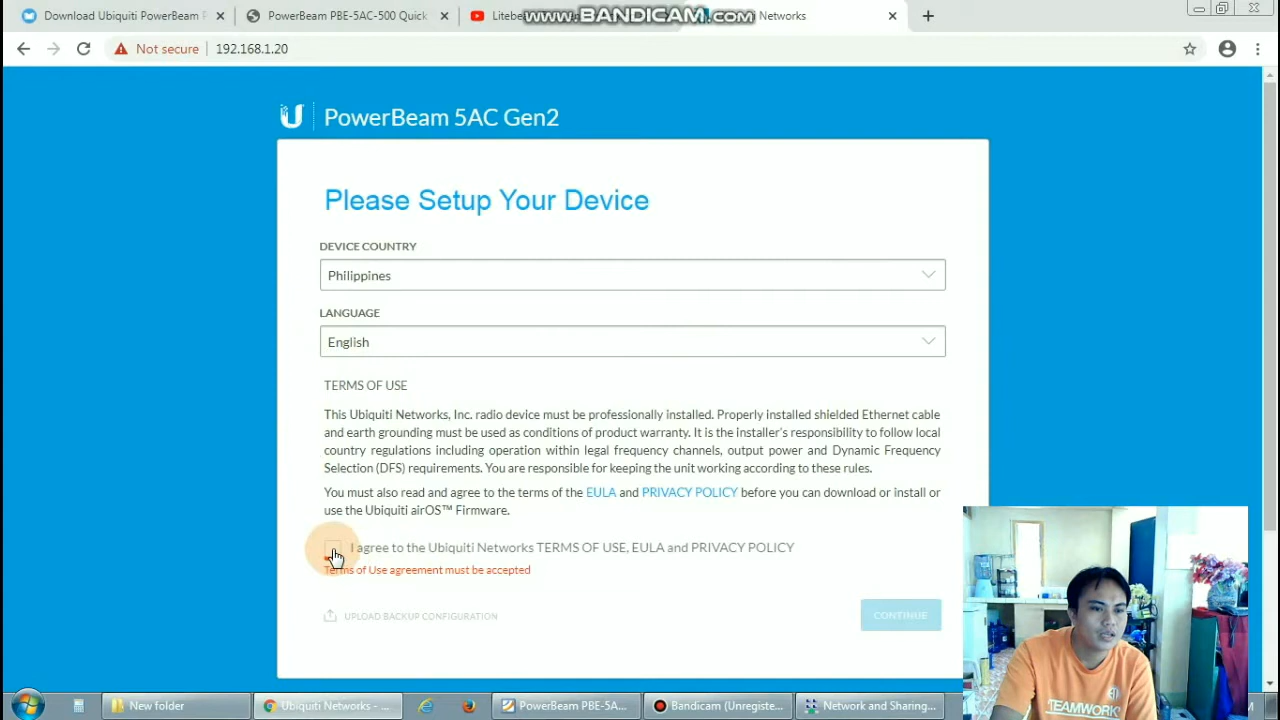 Download Ubiquiti PowerBeam
PowerBeam PBE-5AC-500 Quick
Litebe
Networks
WWW.BANDICAM.COM
Not secure
192.168.1.20
PowerBeam 5AC Gen2
Please Setup Your Device
DEVICE COUNTRY
Philippines
LANGUAGE
English
TERMS OF USE
This Ubiquiti Networks, Inc. radio device must be professionally installed. Properly installed shielded Ethernet cable
and earth grounding must be used as conditions of product warranty. It is the installer's responsibility to follow local
country regulations including operation within legal frequency channels, output power and Dynamic Frequency
Selection (DFS) requirements. You are responsible for keeping the unit working according to these rules.
You must also read and agree to the terms of the EULA and PRIVACY POLICY before you can download or install or
use the Ubiquiti airOS™ Firmware.
I agree to the Ubiquiti Networks TERMS OF USE, EULA and PRIVACY POLICY
Terms of Use agreement must be accepted
UPLOAD BACKUP CONFIGURATION
CONTINUE
TEAMWORK
New folder
Ubiquiti Networks - ...
PowerBeam PBE-5A...
Bandicam (Unregiste...
Network and Sharing...